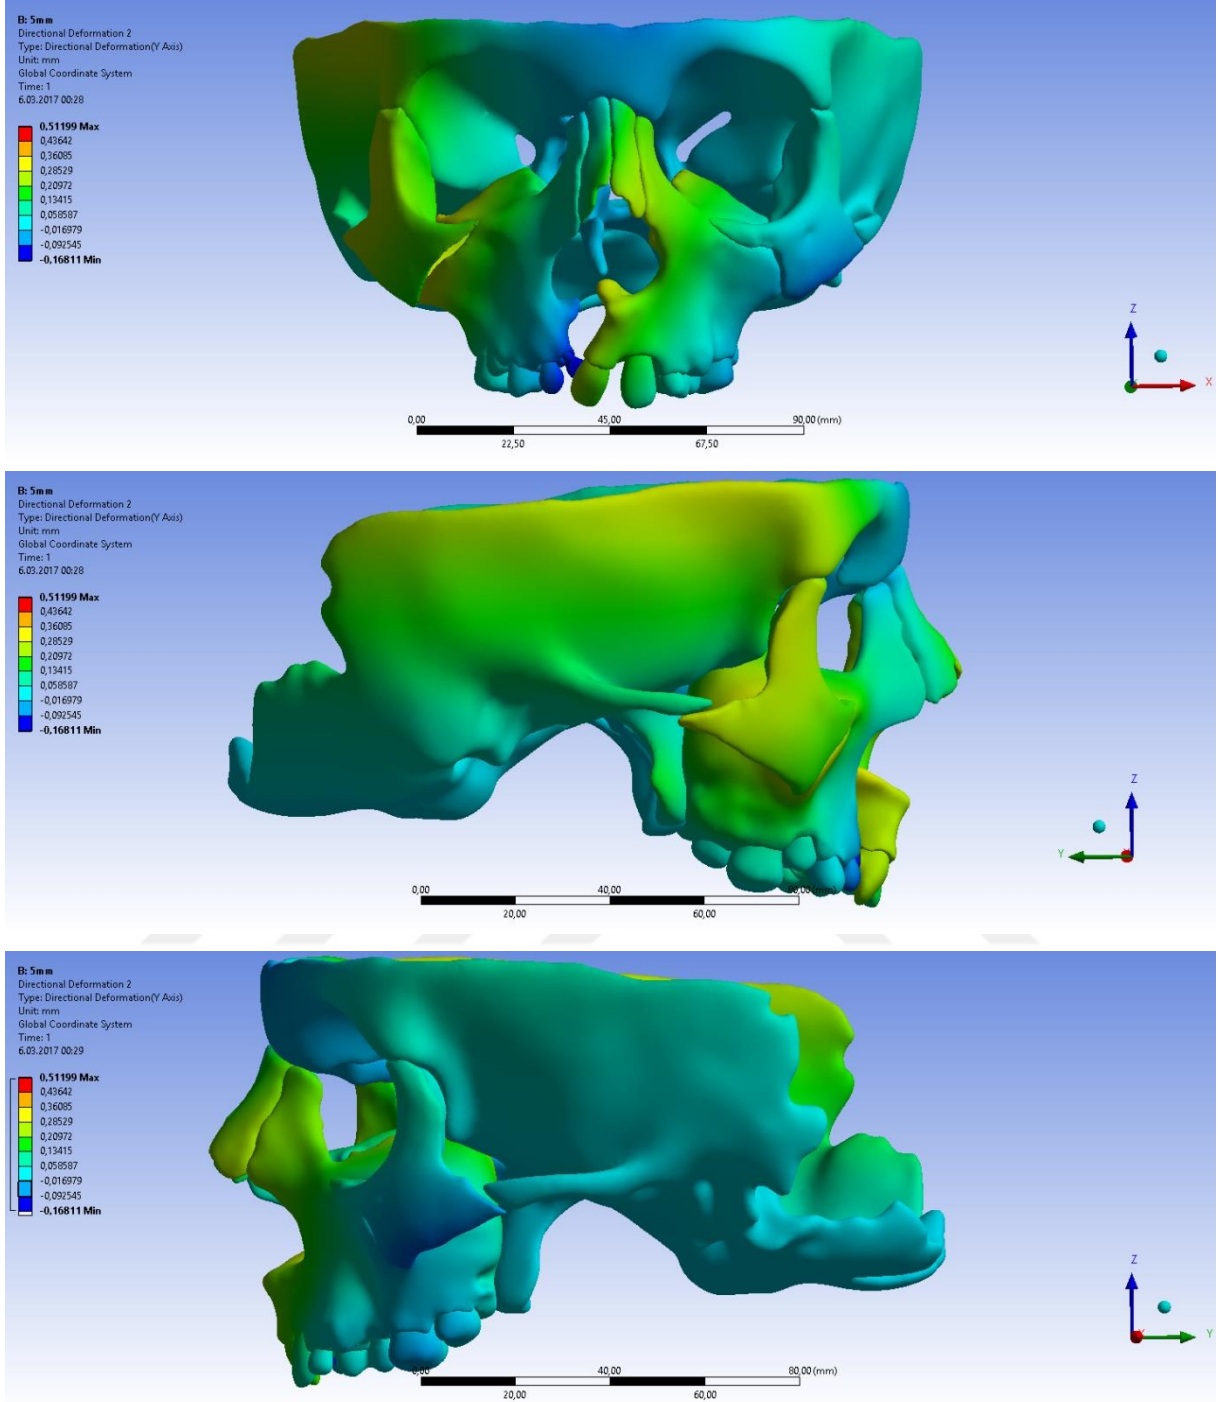 B: 5mm
Directional Deformation 2
Type: Directional Deformation(Y Axis)
Unit: mm
Global Coordinate System
Time: 1
6.03.2017 00:28
0,51199 Max
0,43642
0,36085
0,28529
0,20972
0,13415
0,058587
-0,016979
-0,092545
-0,16811 Min
Z
X
0,00 45,00 90,00 (mm)
22,50 67,50
B: 5mm
Directional Deformation 2
Type: Directional Deformation(Y Axis)
Unit: mm
Global Coordinate System
Time: 1
6.03.2017 00:28
0,51199 Max
0,43642
0,36085
0,28529
0,20972
0,13415
0,058587
-0,016979
-0,092545
-0,16811 Min
Z
Y
0,00 40,00 80,00 (mm)
20,00 60,00
B: 5mm
Directional Deformation 2
Type: Directional Deformation(Y Axis)
Unit: mm
Global Coordinate System
Time: 1
6.03.2017 00:29
0,51199 Max
0,43642
0,36085
0,28529
0,20972
0,13415
0,058587
-0,016979
-0,092545
-0,16811 Min
Z
Y
0,00 40,00 80,00 (mm)
20,00 60,00